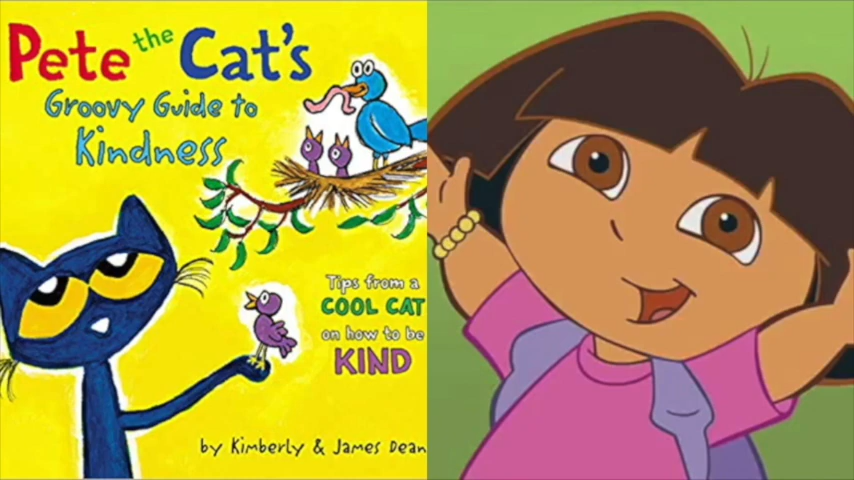 Pete the Cat's
Groovy Guide to
Kindness
Tips from a
COOL CAT
on how to be
KIND
by Kimberly & James Dean